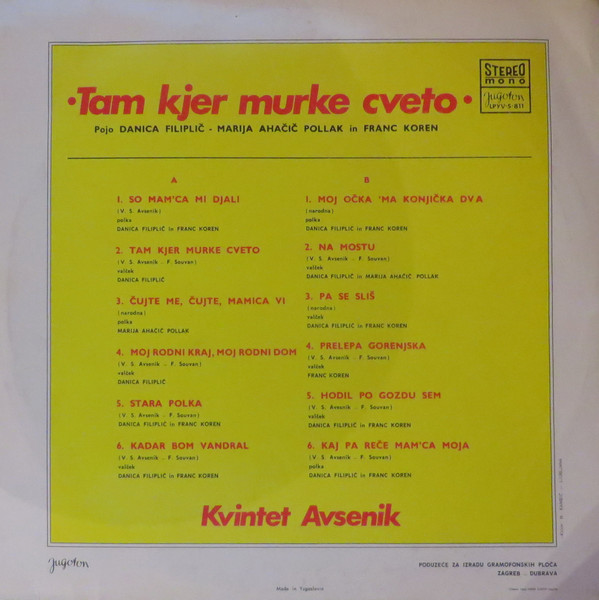 STEREO
mono
Jugoton
LPYV-S-811
•Tam kjer murke cveto•
Pojo DANICA FILIPLIČ - MARIJA AHAČIČ POLLAK in FRANC KOREN
A
1. SO MAM'CA MI DJALI
(V. S. Avsenik)
polka
DANICA FILIPLIČ in FRANC KOREN
2. TAM KJER MURKE CVETO
(V. S. Avsenik - F. Souvan)
valček
DANICA FILIPLIČ
3. ČUJTE ME, ČUJTE, MAMICA VI
(narodna)
polka
MARIJA AHAČIČ POLLAK
4. MOJ RODNI KRAJ, MOJ RODNI DOM
(V. S. Avsenik - F. Souvan)
valček
DANICA FILIPLIČ
5. STARA POLKA
(V. S. Avsenik - F. Souvan)
polka
DANICA FILIPLIČ in FRANC KOREN
6. KADAR BOM VANDRAL
(V. S. Avsenik - F. Souvan)
valček
DANICA FILIPLIČ in FRANC KOREN
B
1. MOJ OČKA 'MA KONJIČKA DVA
(narodna)
polka
DANICA FILIPLIČ in FRANC KOREN
2. NA MOSTU
(V. S. Avsenik - F. Souvan)
valček
DANICA FILIPLIČ in MARIJA AHAČIČ POLLAK
3. PA SE SLIŠ
(narodna)
valček
DANICA FILIPLIČ in FRANC KOREN
4. PRELEPA GORENJSKA
(V. S. Avsenik - F. Souvan)
valček
FRANC KOREN
5. HODIL PO GOZDU SEM
(V. S. Avsenik - F. Souvan)
valček
DANICA FILIPLIČ in FRANC KOREN
6. KAJ PA REČE MAM'CA MOJA
(V. S. Avsenik - F. Souvan)
polka
DANICA FILIPLIČ in FRANC KOREN
Kvintet Avsenik
Jugoton
PODUZEĆE ZA IZRADU GRAMOFONSKIH PLOČA
ZAGREB - DUBRAVA
Made in Yugoslavia